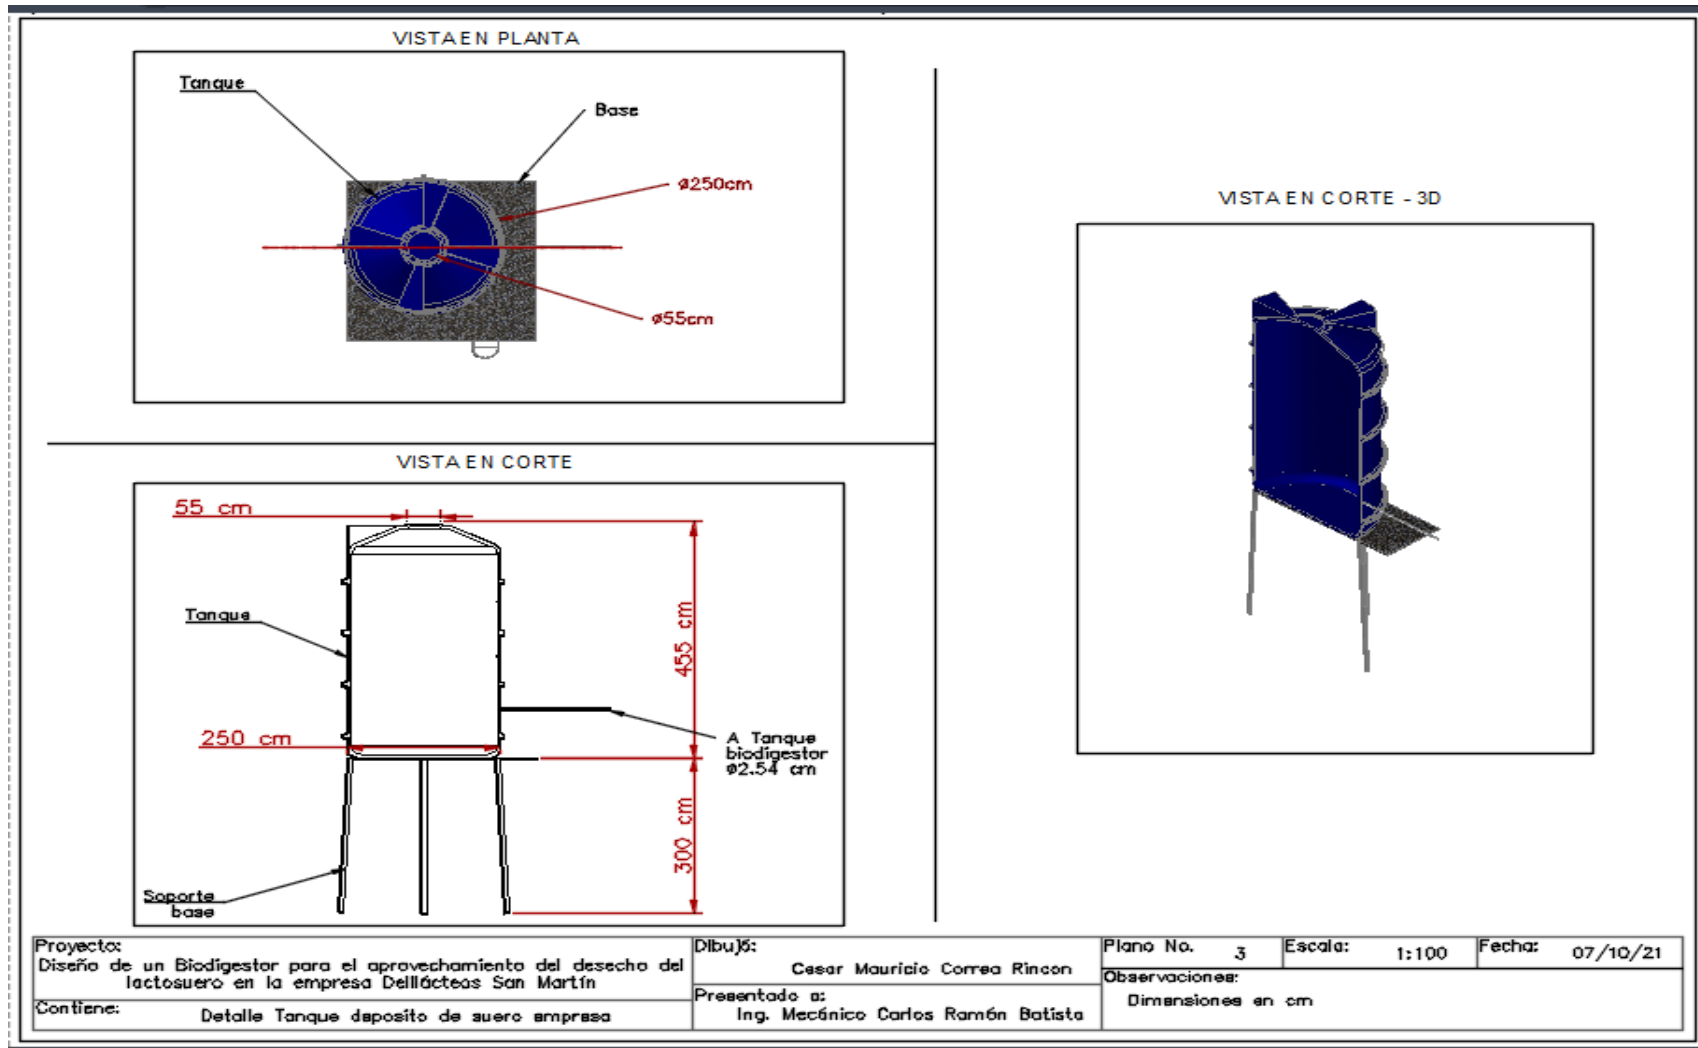 VISTA EN PLANTA
Tanque
Base
ø250cm
ø55cm
VISTA EN CORTE - 3D
VISTA EN CORTE
55 cm
Tanque
455 cm
250 cm
A Tanque
biodigestor
ø2.54 cm
300 cm
Soporte
base
Proyecto:
Diseño de un Biodigestor para el aprovechamiento del desecho del
lactosuero en la empresa Delilácteos San Martín
Contiene:
Detalle Tanque deposito de suero empresa
Dibujó:
Cesar Mauricio Correa Rincon
Presentado a:
Ing. Mecánico Carlos Ramón Batista
Plano No. 3
Escala: 1:100
Fecha: 07/10/21
Observaciones:
Dimensiones en cm